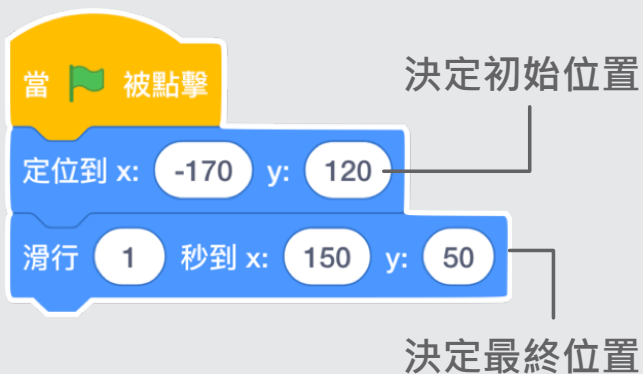 當 被點擊
決定初始位置
定位到 x: -170 y: 120
滑行 1 秒到 x: 150 y: 50
決定最終位置